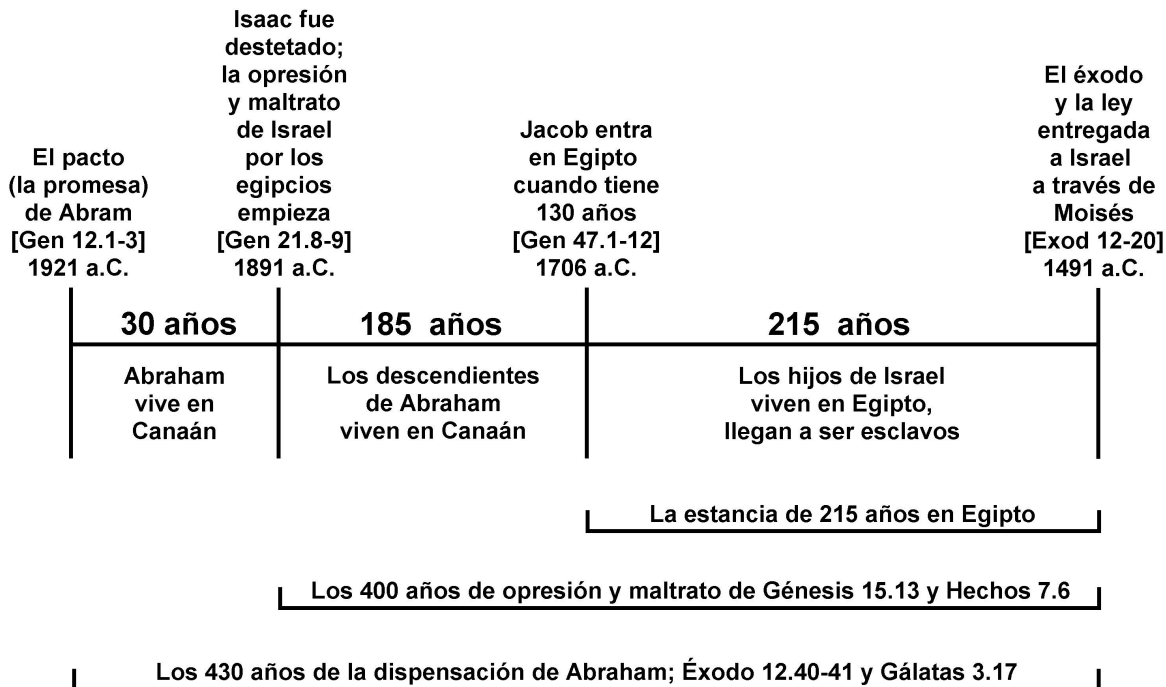 El pacto
(la promesa)
de Abram
[Gen 12.1-3]
1921 a.C.
Isaac fue
destetado;
la opresión
y maltrato
de Israel
por los
egipcios
empieza
[Gen 21.8-9]
1891 a.C.
Jacob entra
en Egipto
cuando tiene
130 años
[Gen 47.1-12]
1706 a.C.
El éxodo
y la ley
entregada
a Israel
a través de
Moisés
[Exod 12-20]
1491 a.C.
30 años
185 años
215 años
Abraham
vive en
Canaán
Los descendientes
de Abraham
viven en Canaán
Los hijos de Israel
viven en Egipto,
llegan a ser esclavos
La estancia de 215 años en Egipto
Los 400 años de opresión y maltrato de Génesis 15.13 y Hechos 7.6
Los 430 años de la dispensación de Abraham; Éxodo 12.40-41 y Gálatas 3.17